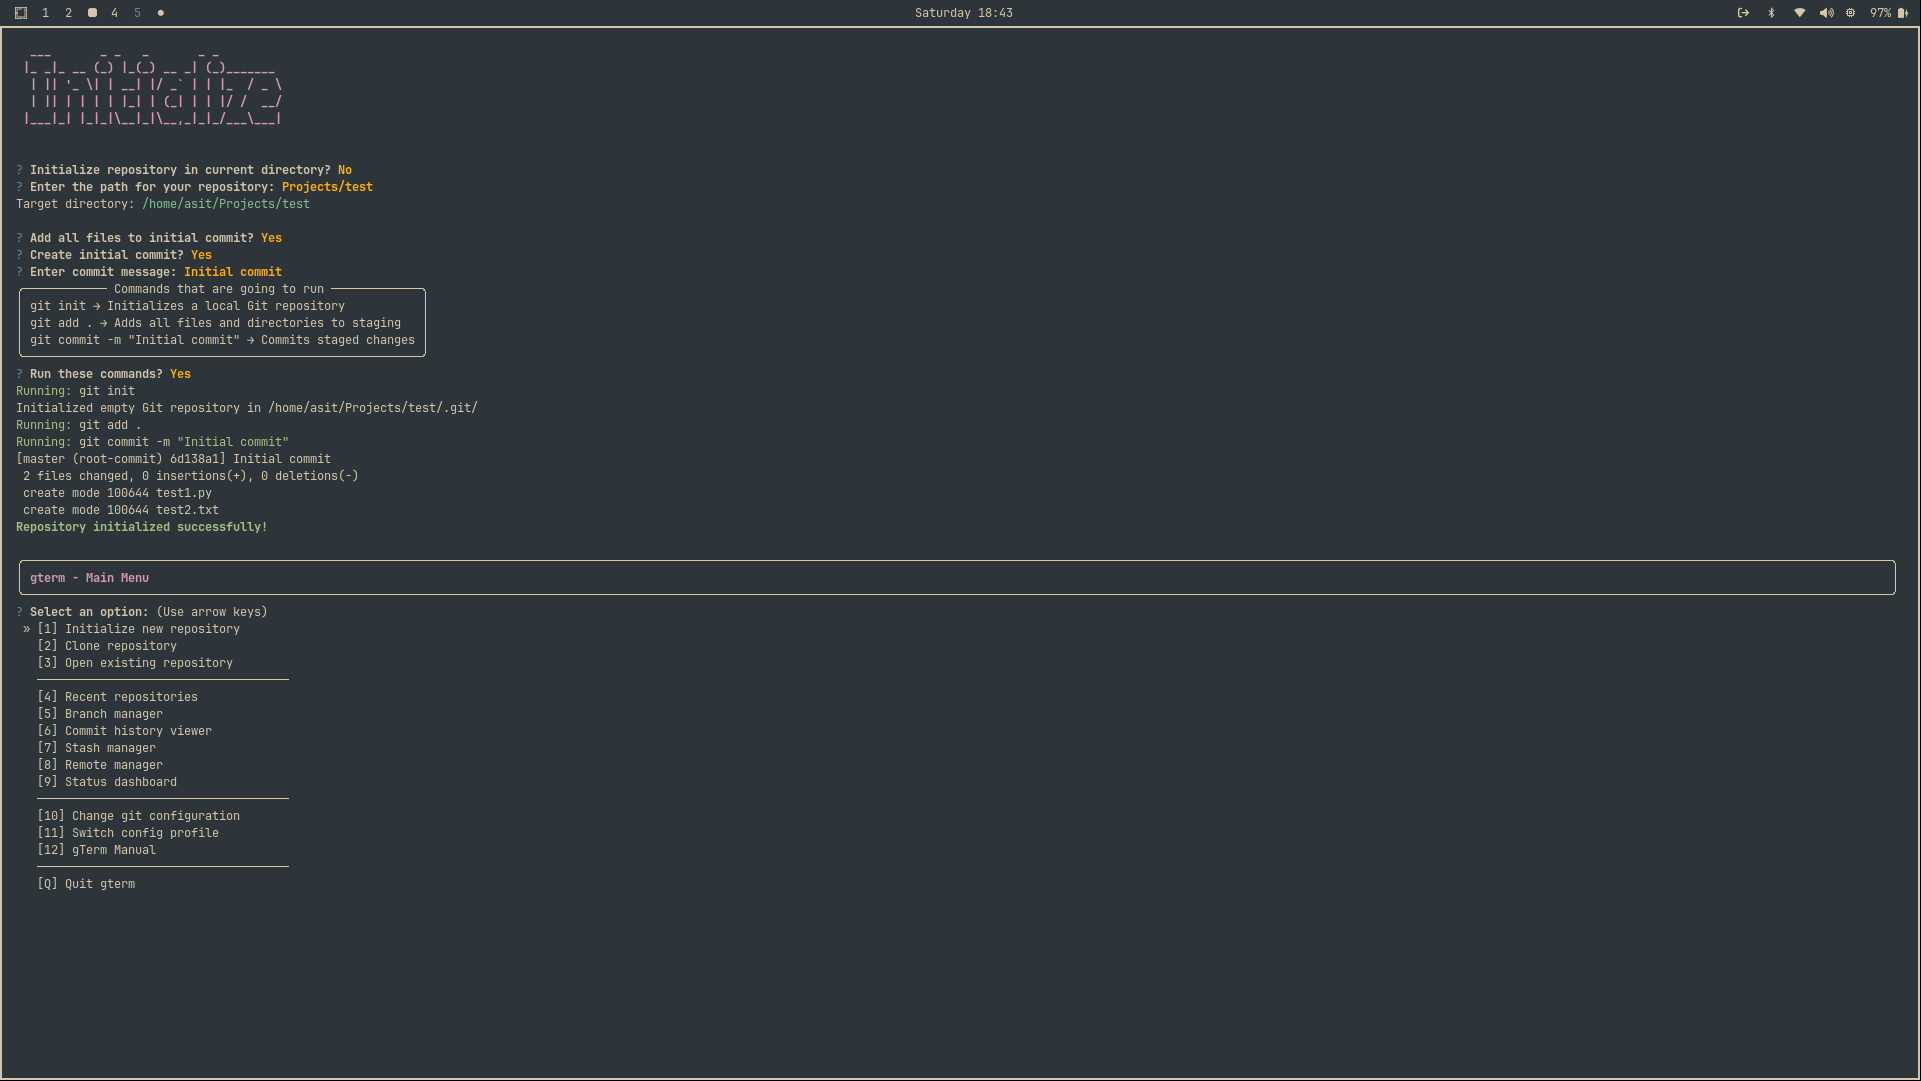 1 2 4 5 Saturday 18:43 97%
Initialize
? Initialize repository in current directory? No
? Enter the path for your repository: Projects/test
Target directory: /home/asit/Projects/test
? Add all files to initial commit? Yes
? Create initial commit? Yes
? Enter commit message: Initial commit
Commands that are going to run
git init → Initializes a local Git repository
git add . → Adds all files and directories to staging
git commit -m "Initial commit" → Commits staged changes
? Run these commands? Yes
Running: git init
Initialized empty Git repository in /home/asit/Projects/test/.git/
Running: git add .
Running: git commit -m "Initial commit"
[master (root-commit) 6d138a1] Initial commit
2 files changed, 0 insertions(+), 0 deletions(-)
create mode 100644 test1.py
create mode 100644 test2.txt
Repository initialized successfully!
gterm - Main Menu
? Select an option: (Use arrow keys)
» [1] Initialize new repository
[2] Clone repository
[3] Open existing repository
[4] Recent repositories
[5] Branch manager
[6] Commit history viewer
[7] Stash manager
[8] Remote manager
[9] Status dashboard
[10] Change git configuration
[11] Switch config profile
[12] gTerm Manual
[Q] Quit gterm